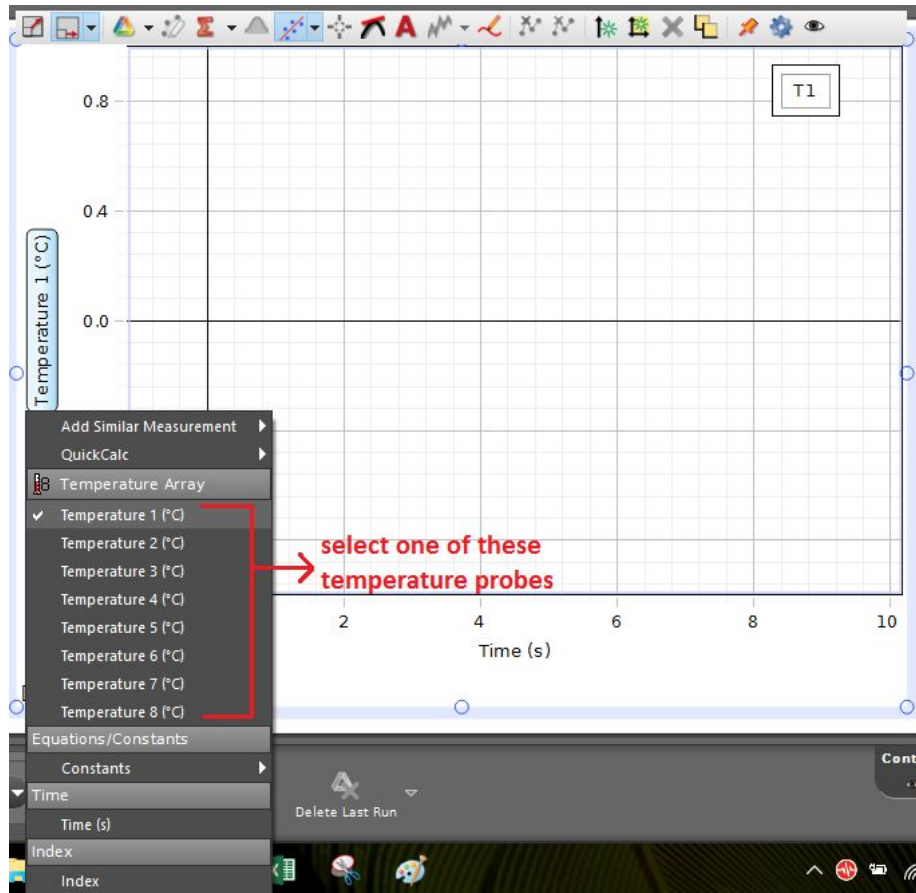 A
T1
0.8
0.4
0.0
Temperature 1 (°C)
Add Similar Measurement
QuickCalc
8 Temperature Array
Temperature 1 (°C)
Temperature 2 (°C)
Temperature 3 (°C)
Temperature 4 (°C)
Temperature 5 (°C)
Temperature 6 (°C)
Temperature 7 (°C)
Temperature 8 (°C)
select one of these
temperature probes
2 4 6 8 10
Time (s)
Equations/Constants
Constants
Time
Time (s)
Index
Index
Delete Last Run
Cont